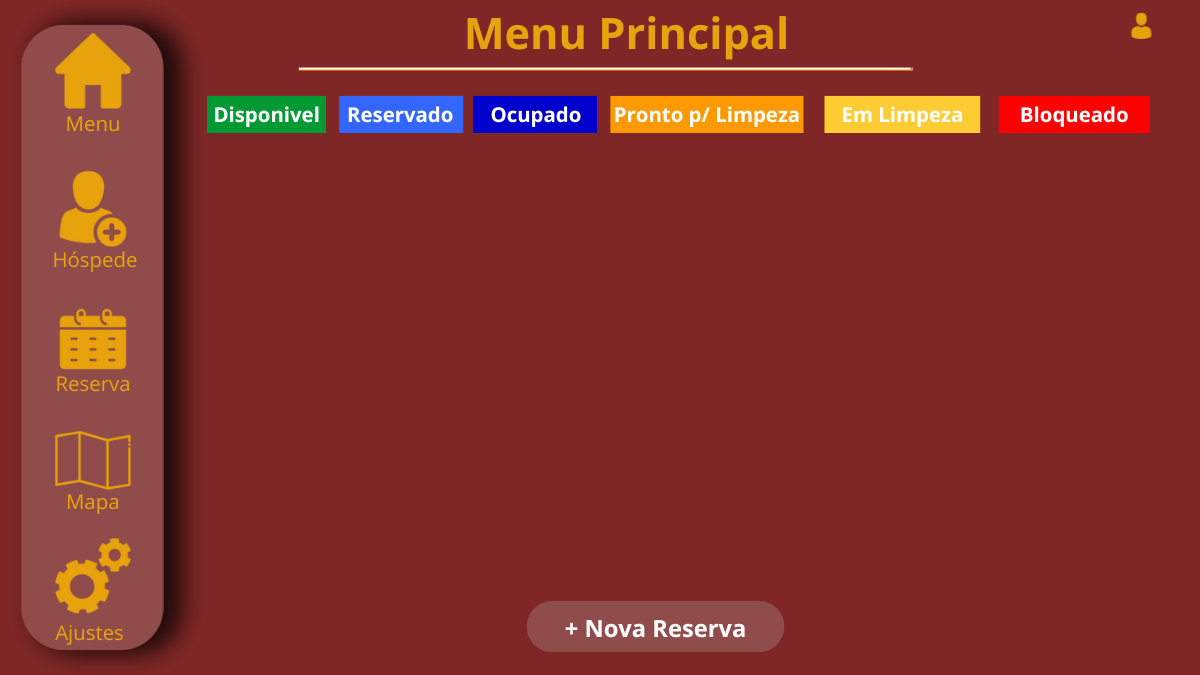 Menu Principal
Disponivel
Reservado
Ocupado
Pronto p/ Limpeza
Em Limpeza
Bloqueado
Menu
Hóspede
Reserva
Mapa
Ajustes
+ Nova Reserva